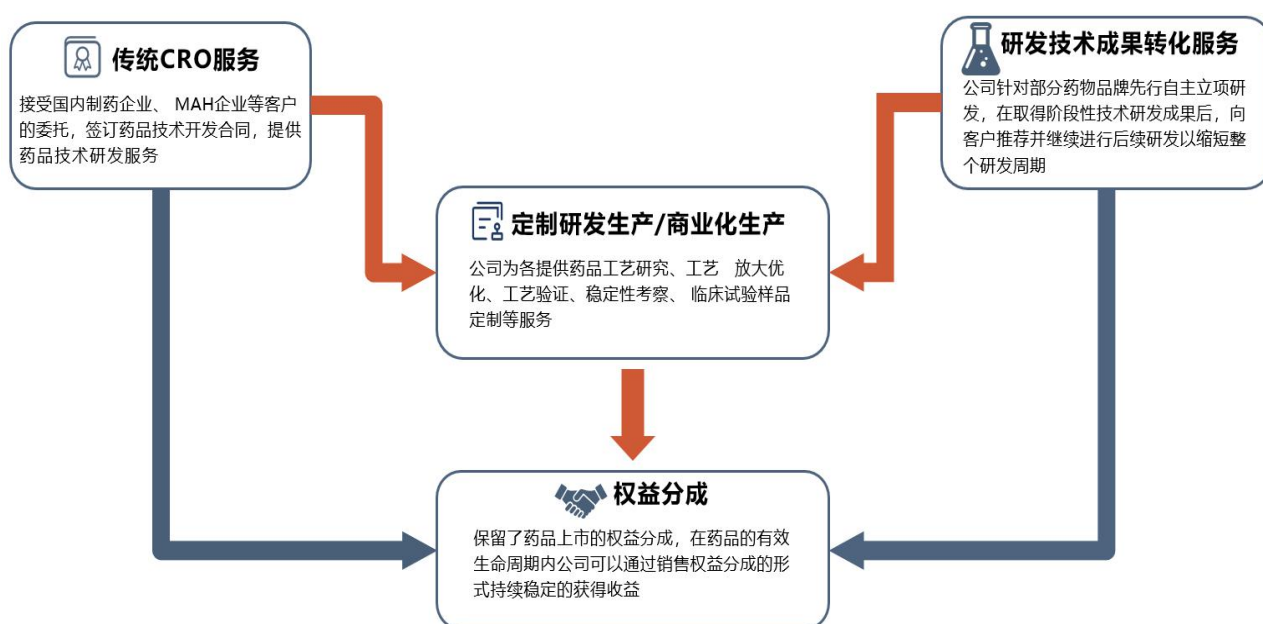 传统CRO服务
接受国内制药企业、 MAH企业等客户
的委托，签订药品技术开发合同，提供
药品技术研发服务
研发技术成果转化服务
公司针对部分药物品牌先行自主立项研
发，在取得阶段性技术研发成果后，向
客户推荐并继续进行后续研发以缩短整
个研发周期
定制研发生产/商业化生产
公司为各提供药品工艺研究、工艺 放大优
化、工艺验证、稳定性考察、 临床试验样品
定制等服务
权益分成
保留了药品上市的权益分成，在药品的有效
生命周期内公司可以通过销售权益分成的形
式持续稳定的获得收益